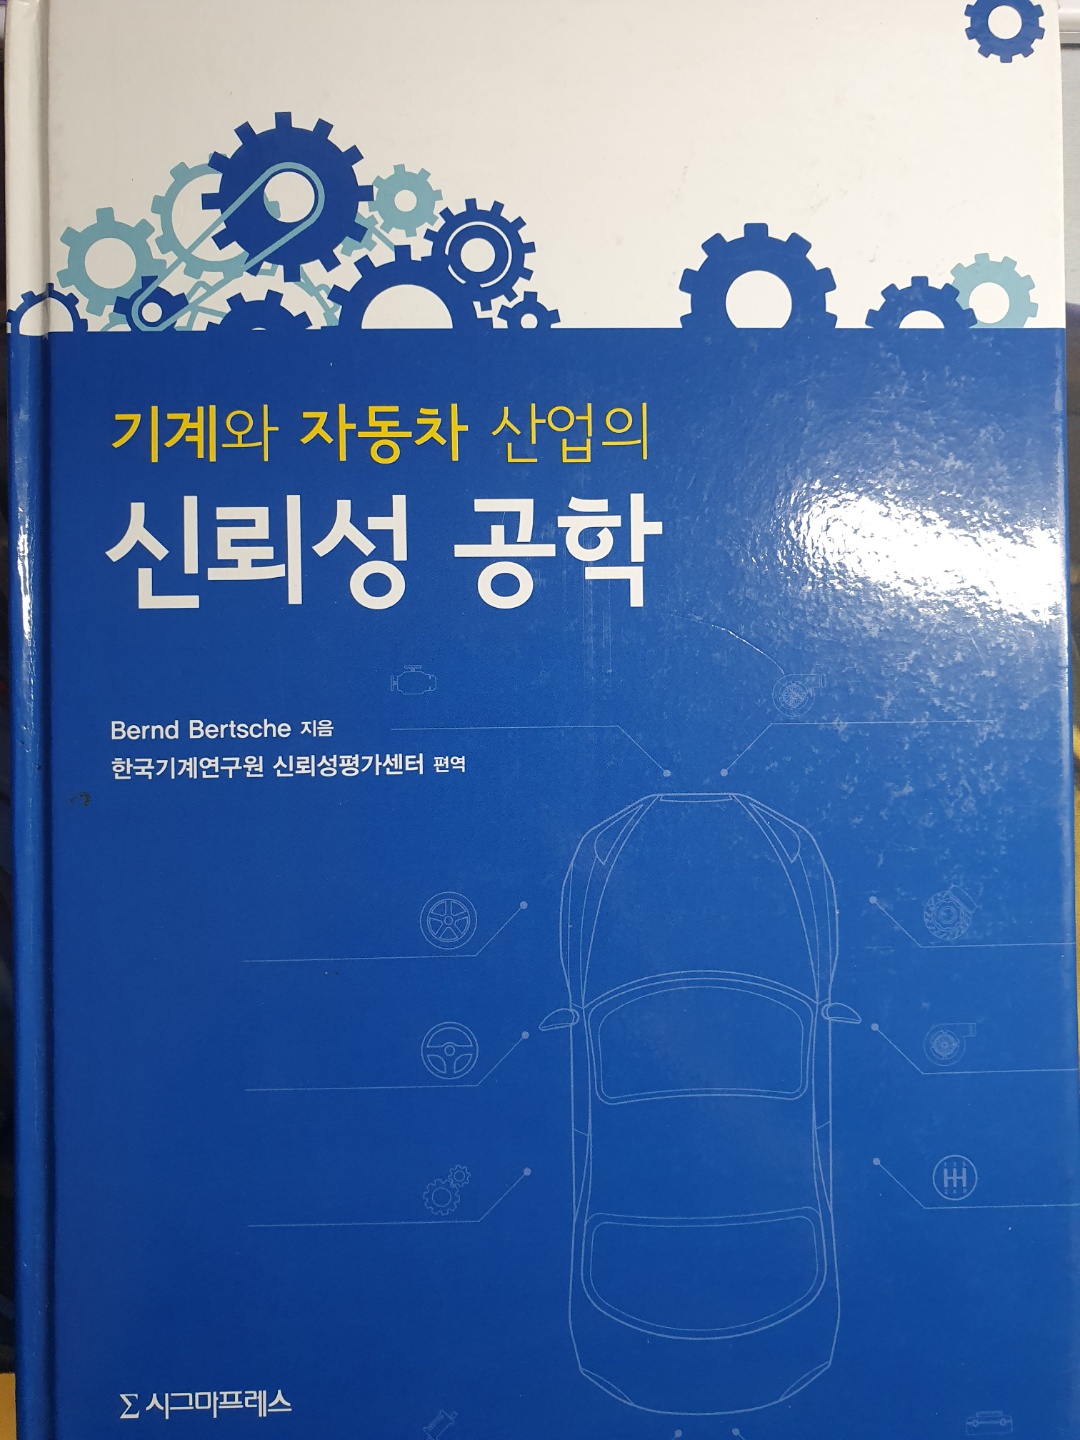 기계와 자동차 산업의
신뢰성 공학
Bernd Bertsche 지음
한국기계연구원 신뢰성평가센터 편역
Σ 시그마프레스